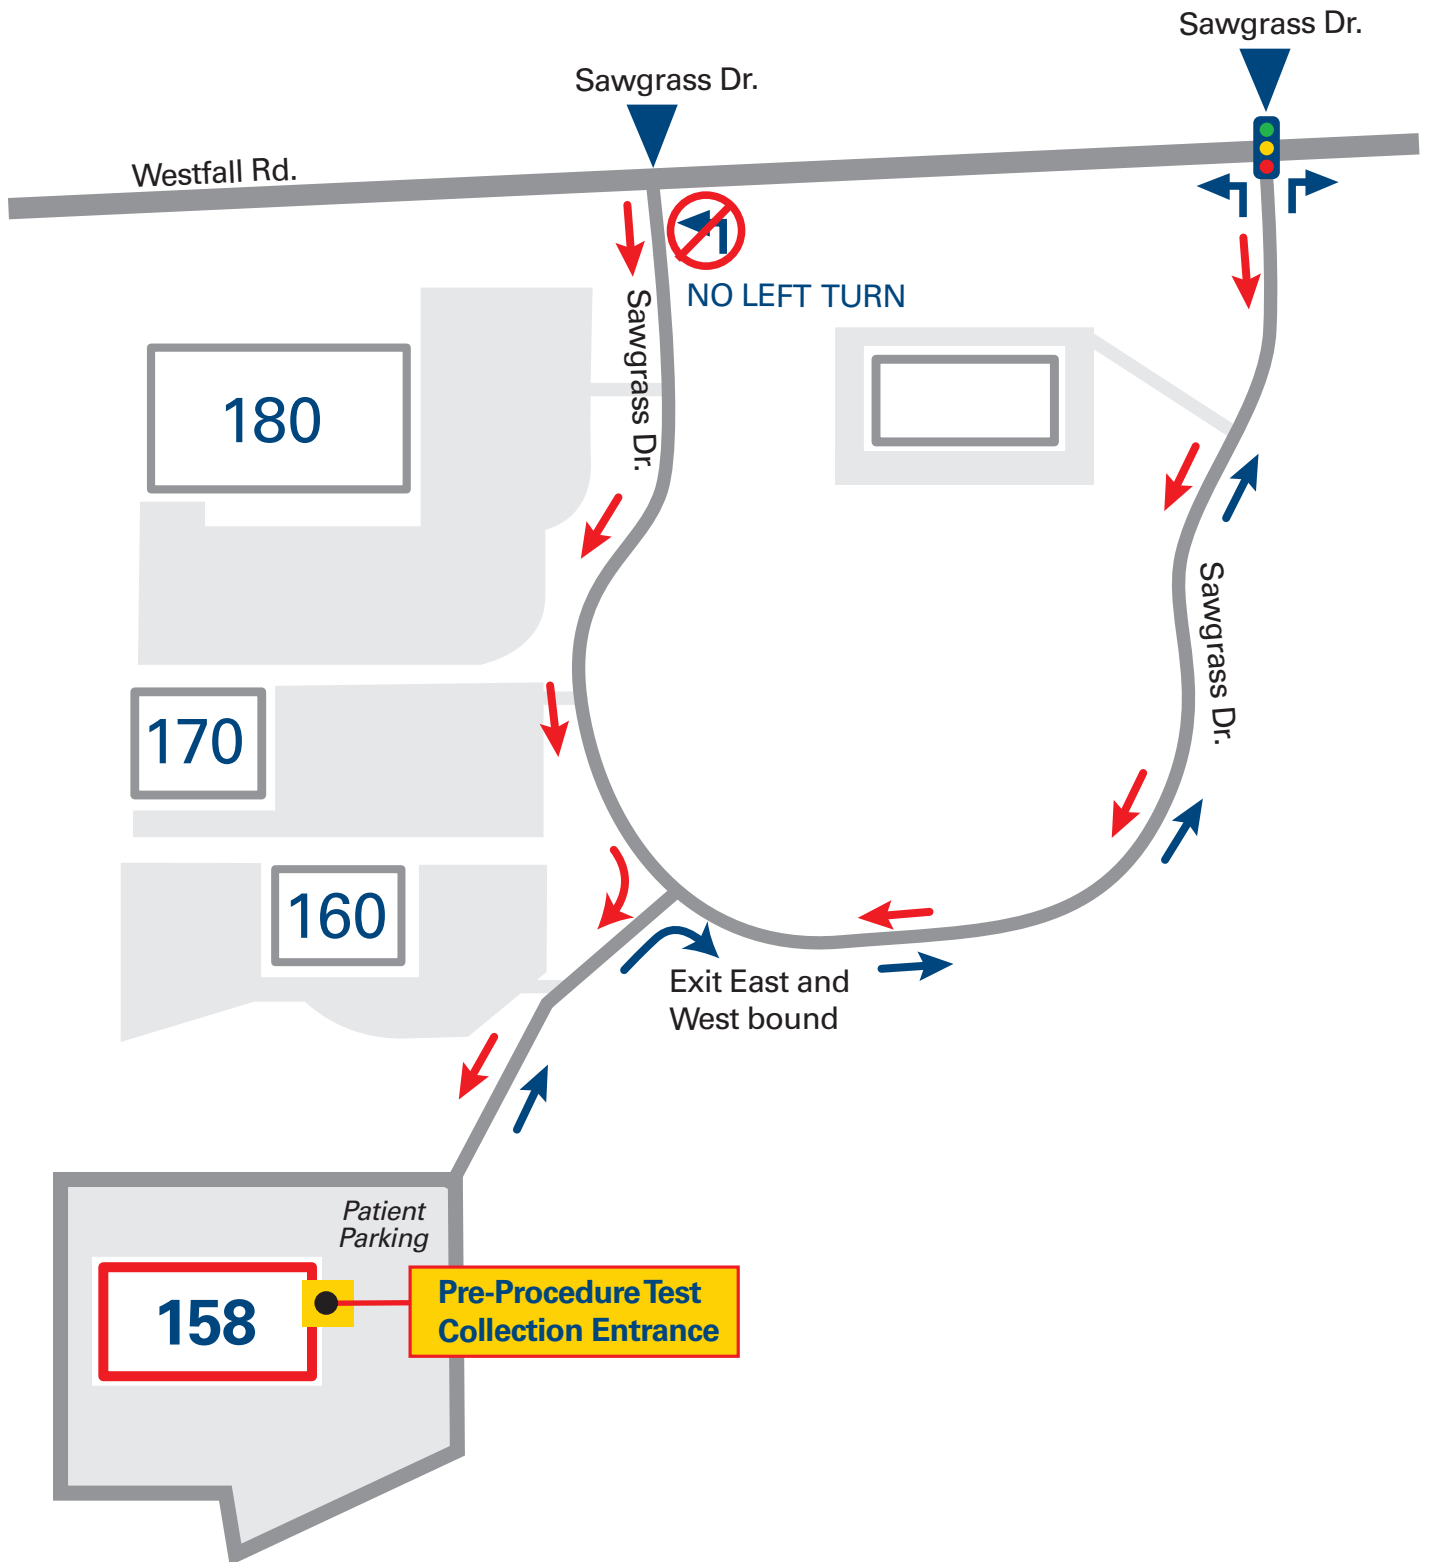 Sawgrass Dr.
Sawgrass Dr.
Westfall Rd.
NO LEFT TURN
Sawgrass Dr.
180
Sawgrass Dr.
170
160
Exit East and
West bound
Patient
Parking
158
Pre-Procedure Test
Collection Entrance